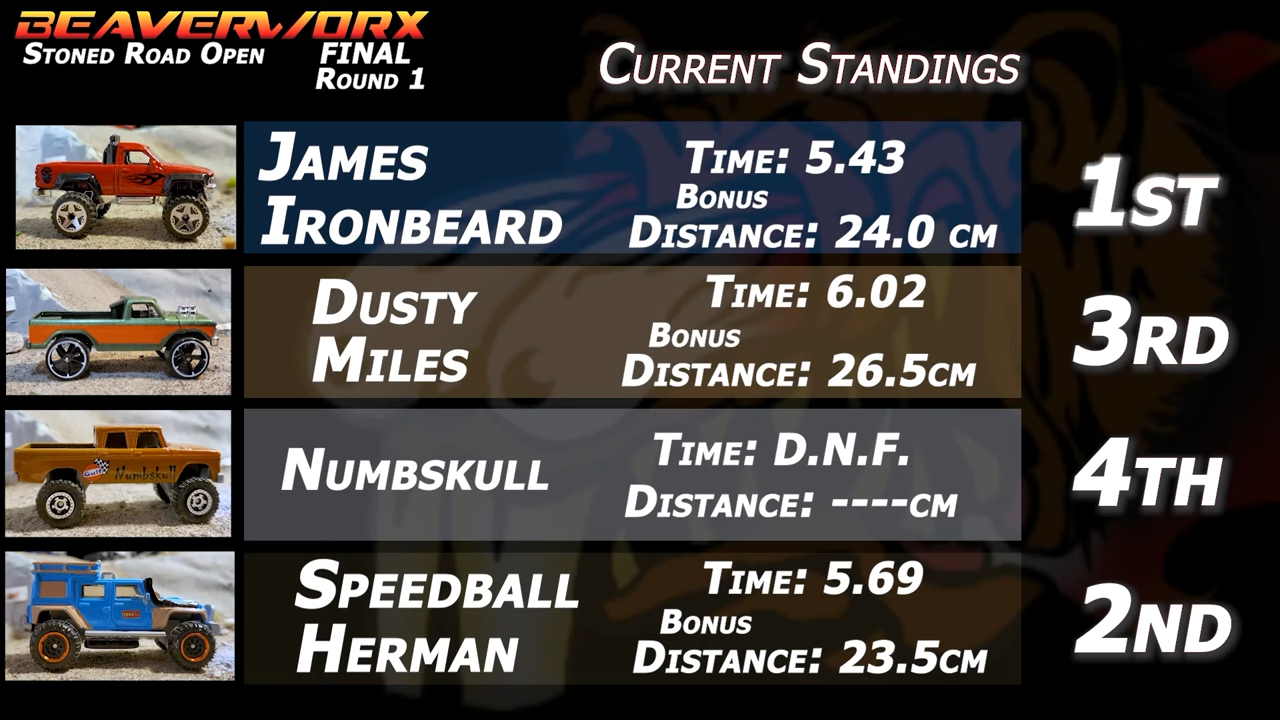 BEAVERWORX
STONED ROAD OPEN
FINAL
ROUND 1
CURRENT STANDINGS
JAMES
IRONBEARD
TIME: 5.43
BONUS
DISTANCE: 24.0 CM
1ST
DUSTY
MILES
TIME: 6.02
BONUS
DISTANCE: 26.5CM
3RD
Numbskull
NUMBSKULL
TIME: D.N.F.
DISTANCE: ----CM
4TH
SPEEDBALL
HERMAN
TIME: 5.69
BONUS
DISTANCE: 23.5CM
2ND